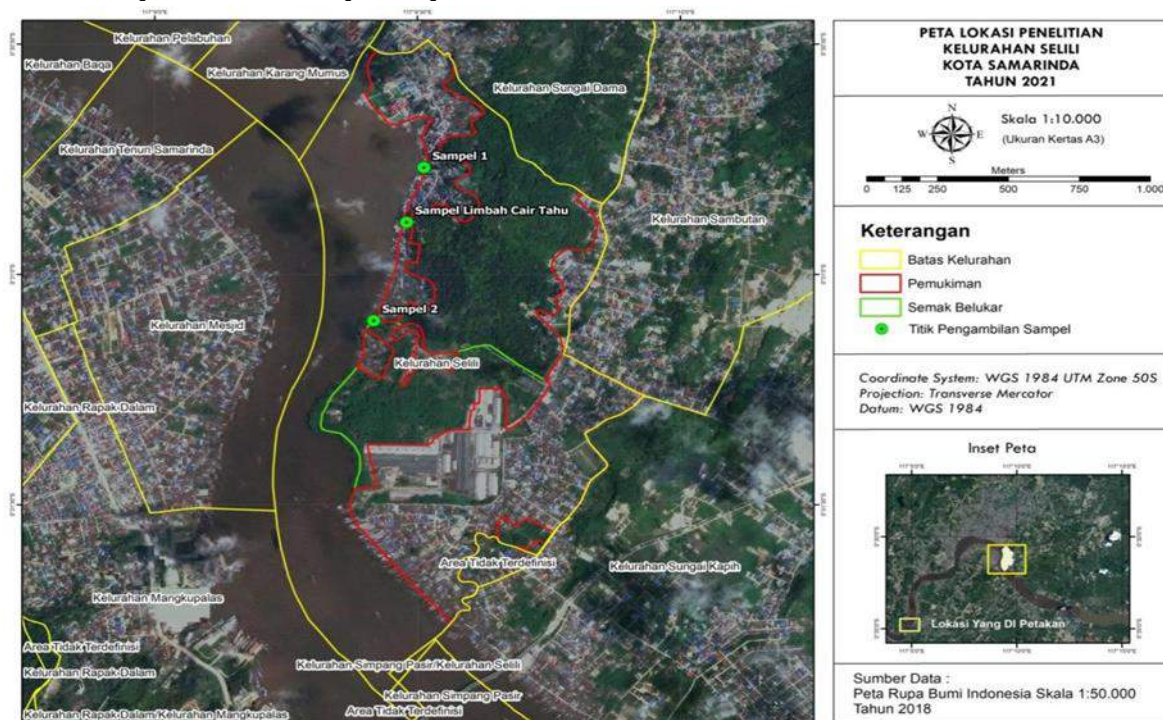 Kelurahan Pelabuhan
Kelurahan Baqa
Kelurahan Karang Mumus
Kelurahan Sungai Dama
Kelurahan Tenun Samarinda
Sampel 1
Sampel Limbah Cair Tahu
Kelurahan Sambutan
Sampel 2
Kelurahan Mesjid
Kelurahan Selili
Kelurahan Rapak Dalam
Area Tidak Terdefinisi
Kelurahan Sungai Kapih
Kelurahan Mangkupalas
Area Tidak Terdefinisi
Kelurahan Rapak Dalam
Kelurahan Simpang Pasir/Kelurahan Selili
Kelurahan Simpang Pasir
Area Tidak Terdefinisi
Kelurahan Rapak Dalam/Kelurahan Mangkupalas
PETA LOKASI PENELITIAN
KELURAHAN SELILI
KOTA SAMARINDA
TAHUN 2021
N
W E
S
Skala 1:10.000
(Ukuran Kertas A3)
Meters
0 125 250 500 750 1.000
Keterangan
Batas Kelurahan
Pemukiman
Semak Belukar
Titik Pengambilan Sampel
Coordinate System: WGS 1984 UTM Zone 50S
Projection: Transverse Mercator
Datum: WGS 1984
Inset Peta
Lokasi Yang DI Petakan
Sumber Data :
Peta Rupa Bumi Indonesia Skala 1:50.000
Tahun 2018